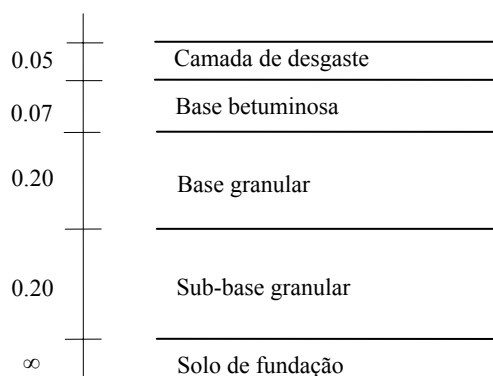 0.05 Camada de desgaste
0.07 Base betuminosa
0.20 Base granular
0.20 Sub-base granular
∞ Solo de fundação